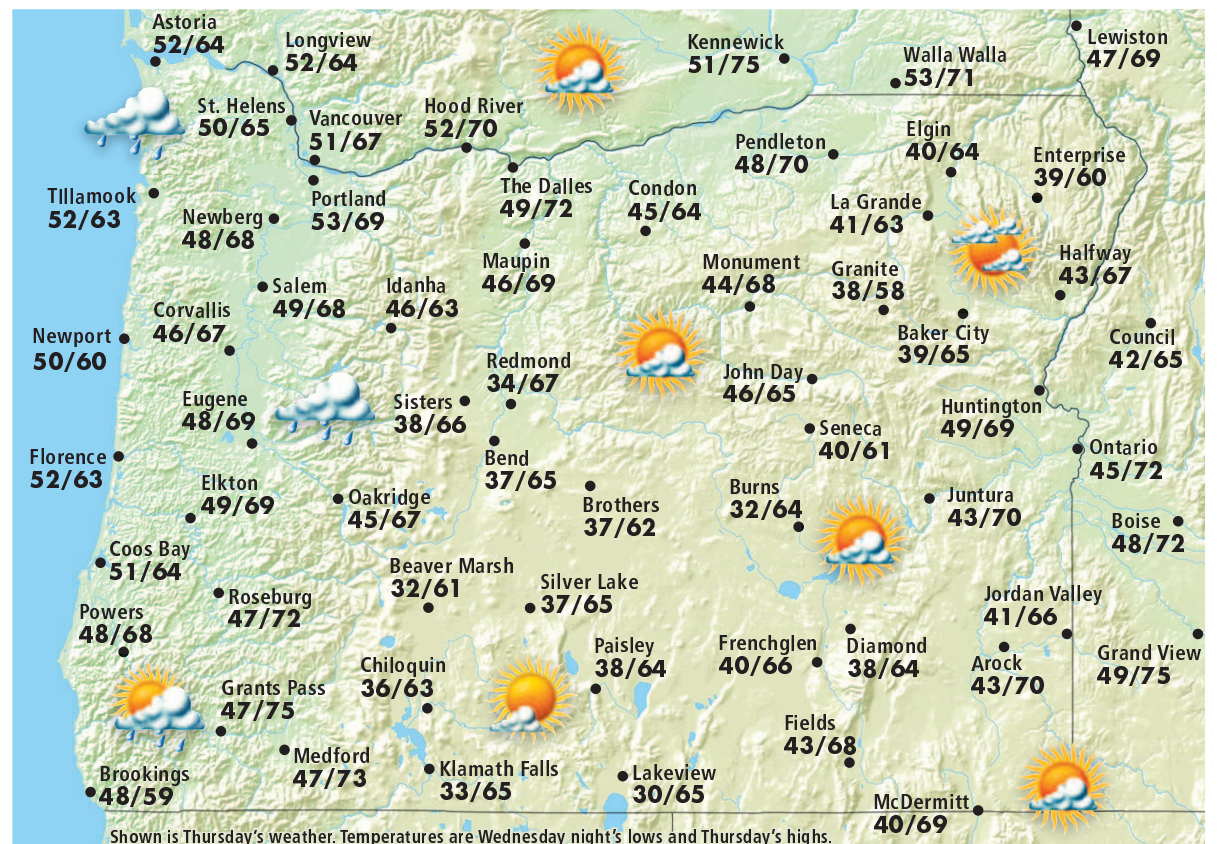 Astoria
52/64
Longview
52/64
Kennewick
51/75
Walla Walla
53/71
Lewiston
47/69
St. Helens
50/65
Vancouver
51/67
Hood River
52/70
Pendleton
48/70
Elgin
40/64
Enterprise
39/60
TIllamook
52/63
Newberg
48/68
Portland
53/69
The Dalles
49/72
Condon
45/64
La Grande
41/63
Maupin
46/69
Monument
44/68
Granite
38/58
Halfway
43/67
Salem
49/68
Idanha
46/63
Corvallis
46/67
Newport
50/60
Baker City
39/65
Council
42/65
Redmond
34/67
John Day
46/65
Eugene
48/69
Sisters
38/66
Huntington
49/69
Seneca
40/61
Ontario
45/72
Florence
52/63
Bend
37/65
Elkton
49/69
Oakridge
45/67
Brothers
37/62
Burns
32/64
Juntura
43/70
Boise
48/72
Coos Bay
51/64
Beaver Marsh
32/61
Silver Lake
37/65
Roseburg
47/72
Jordan Valley
41/66
Powers
48/68
Paisley
38/64
Frenchglen
40/66
Diamond
38/64
Arock
43/70
Grand View
49/75
Chiloquin
36/63
Grants Pass
47/75
Fields
43/68
Medford
47/73
Klamath Falls
33/65
Lakeview
30/65
Brookings
48/59
McDermitt
40/69
Shown is Thursday's weather. Temperatures are Wednesday night's lows and Thursday's highs.